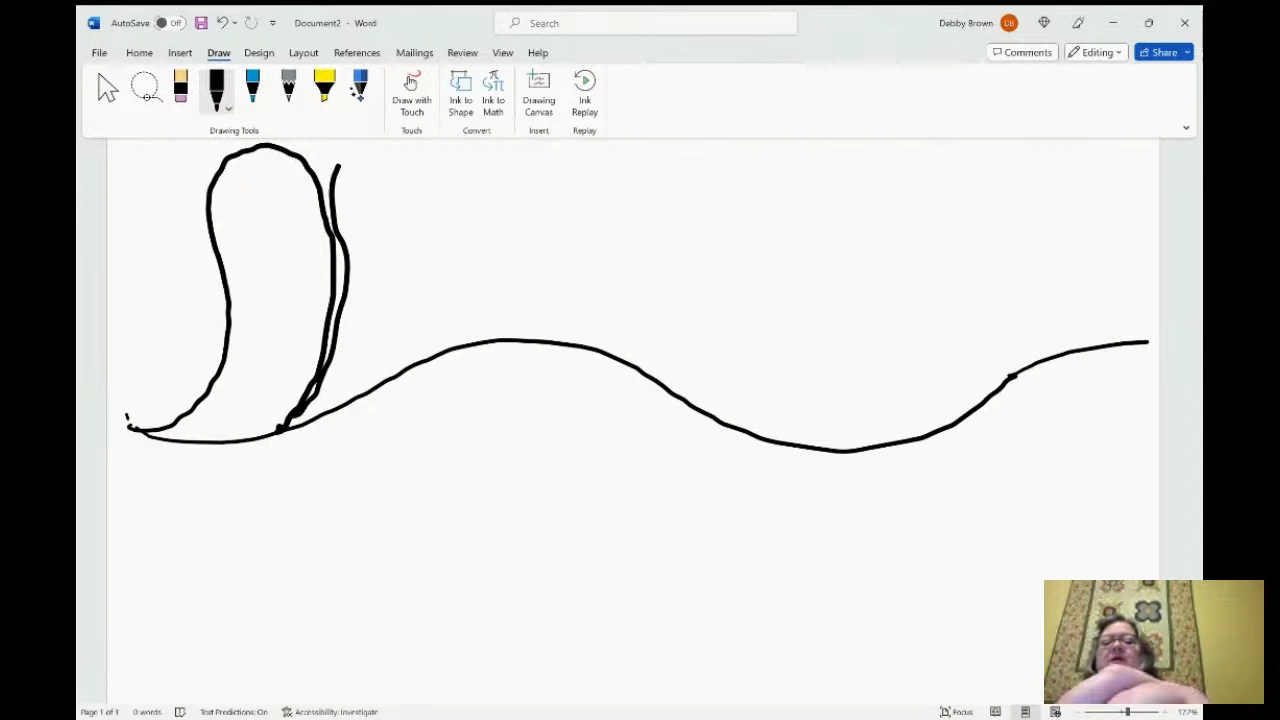 AutoSave Off Document2 - Word Search Debby Brown DB
File Home Insert Draw Design Layout References Mailings Review View Help Comments Editing Share
Draw with Touch Ink to Shape Ink to Math Drawing Canvas Ink Replay
Drawing Tools Touch Convert Insert Replay
Page 1 of 1 0 words Text Predictions: On Accessibility: Investigate Focus 177%